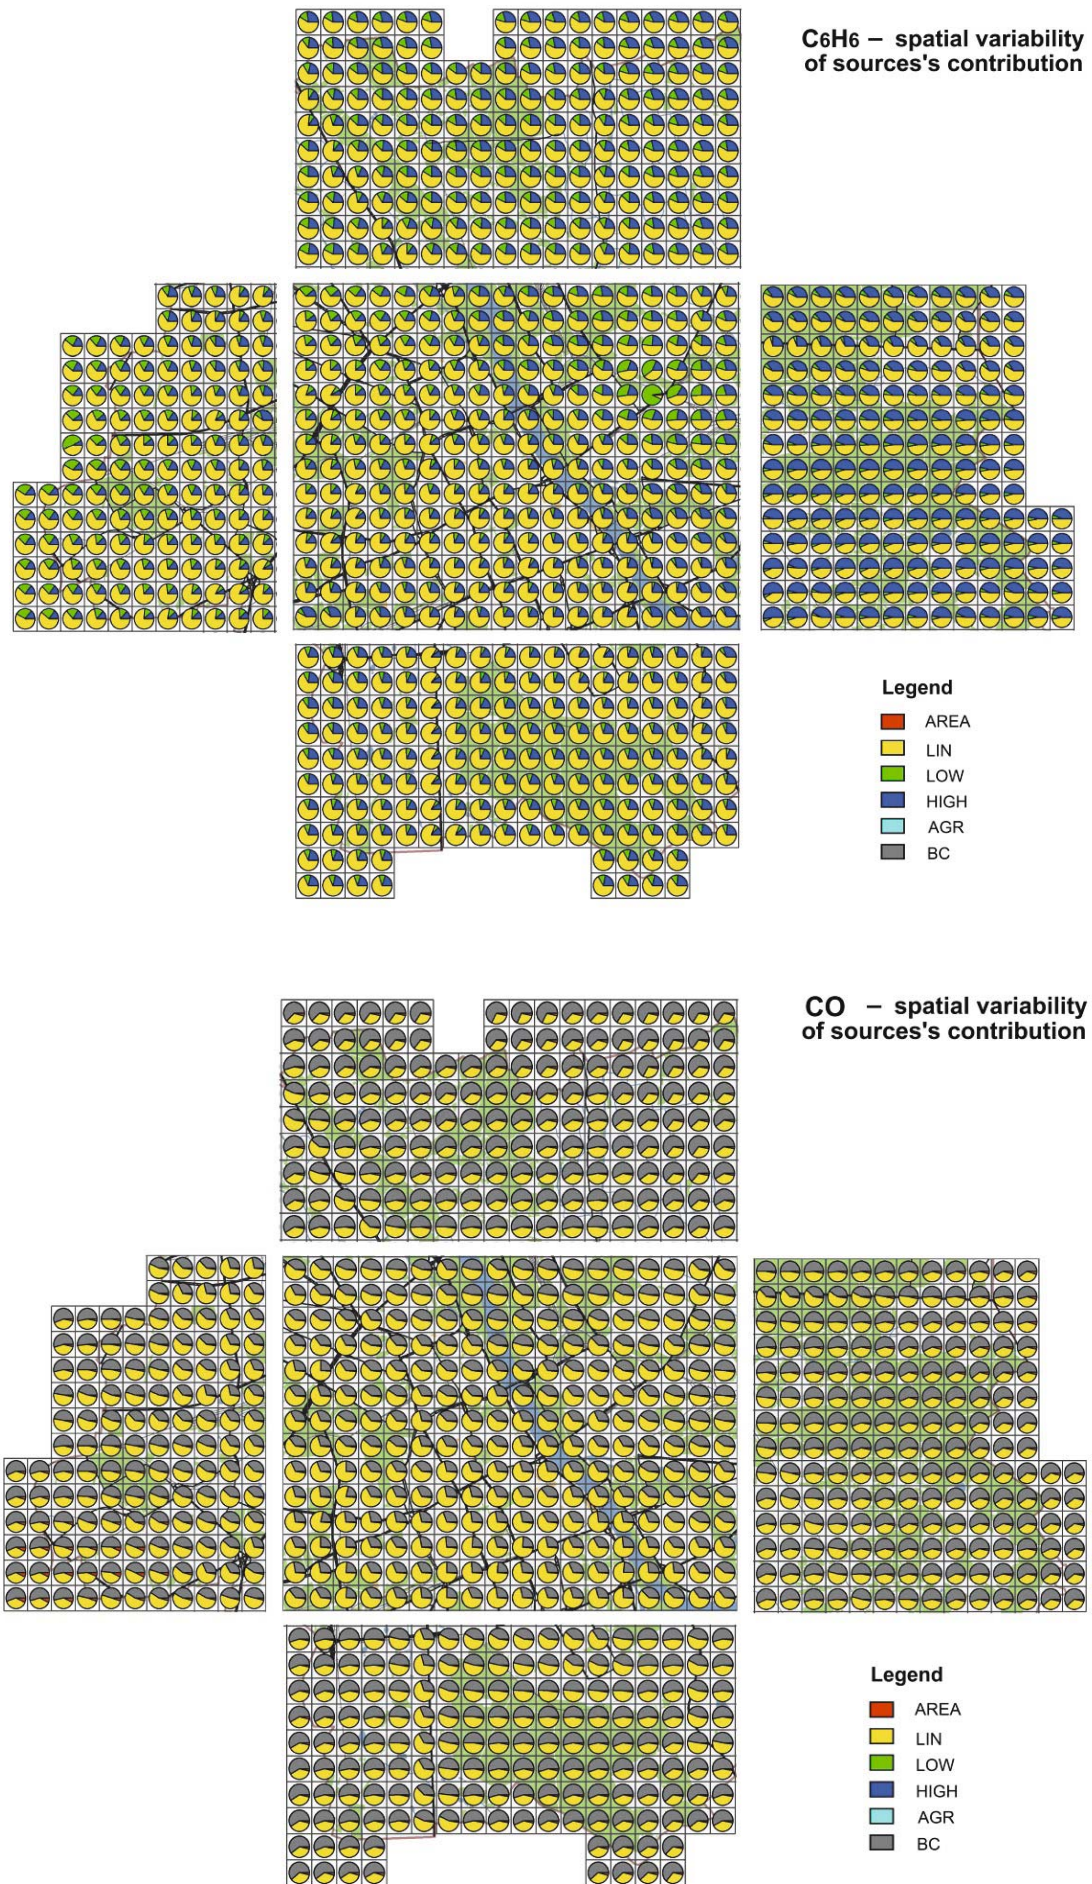 C6H6 – spatial variability
of sources's contribution
Legend
AREA
LIN
LOW
HIGH
AGR
BC
CO – spatial variability
of sources's contribution
Legend
AREA
LIN
LOW
HIGH
AGR
BC